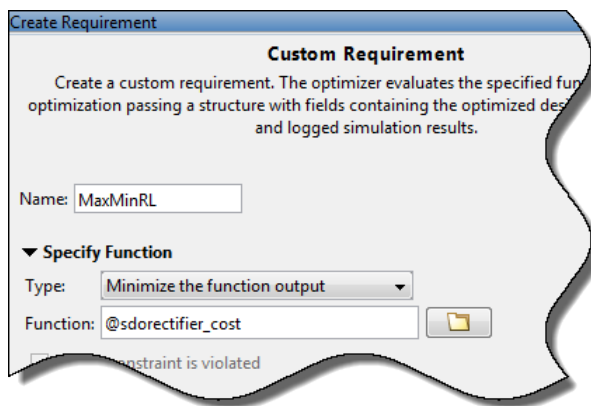 Create Requirement
Custom Requirement
Create a custom requirement. The optimizer evaluates the specified
optimization passing a structure with fields containing the optimized
and logged simulation results.
Name: MaxMinRL
Specify Function
Type: Minimize the function output
Function: @sdorectifier_cost
is violated